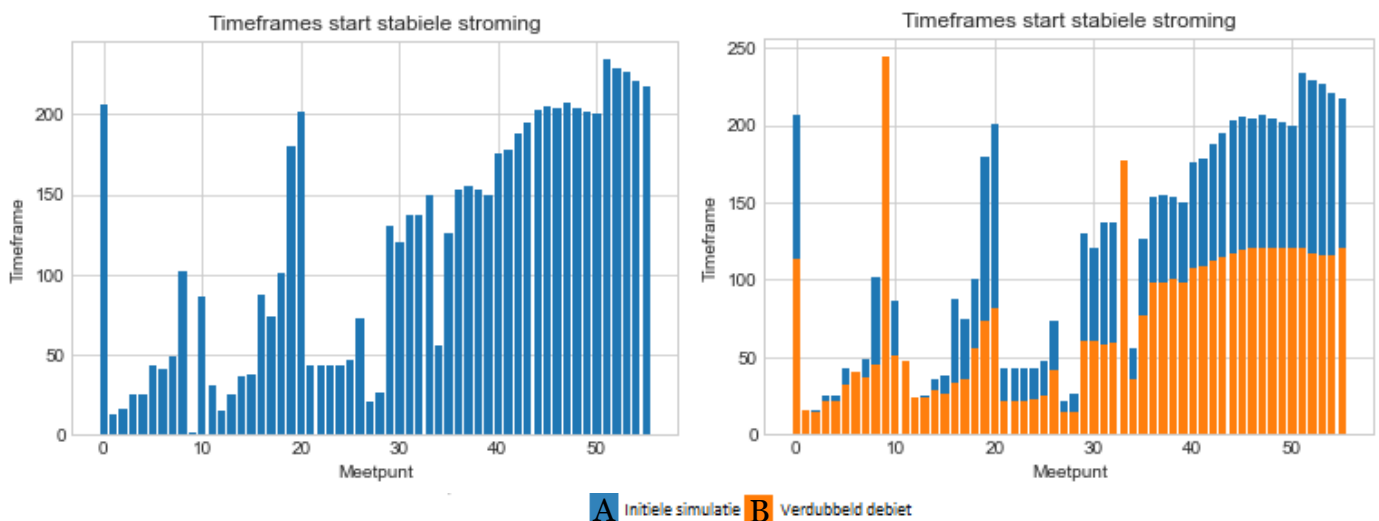 Timeframes start stabiele stroming
Timeframe
200
150
100
50
0
0 10 20 30 40 50
Meetpunt
Timeframes start stabiele stroming
Timeframe
250
200
150
100
50
0
0 10 20 30 40 50
Meetpunt
A Initiele simulatie B Verdubbeld debiet